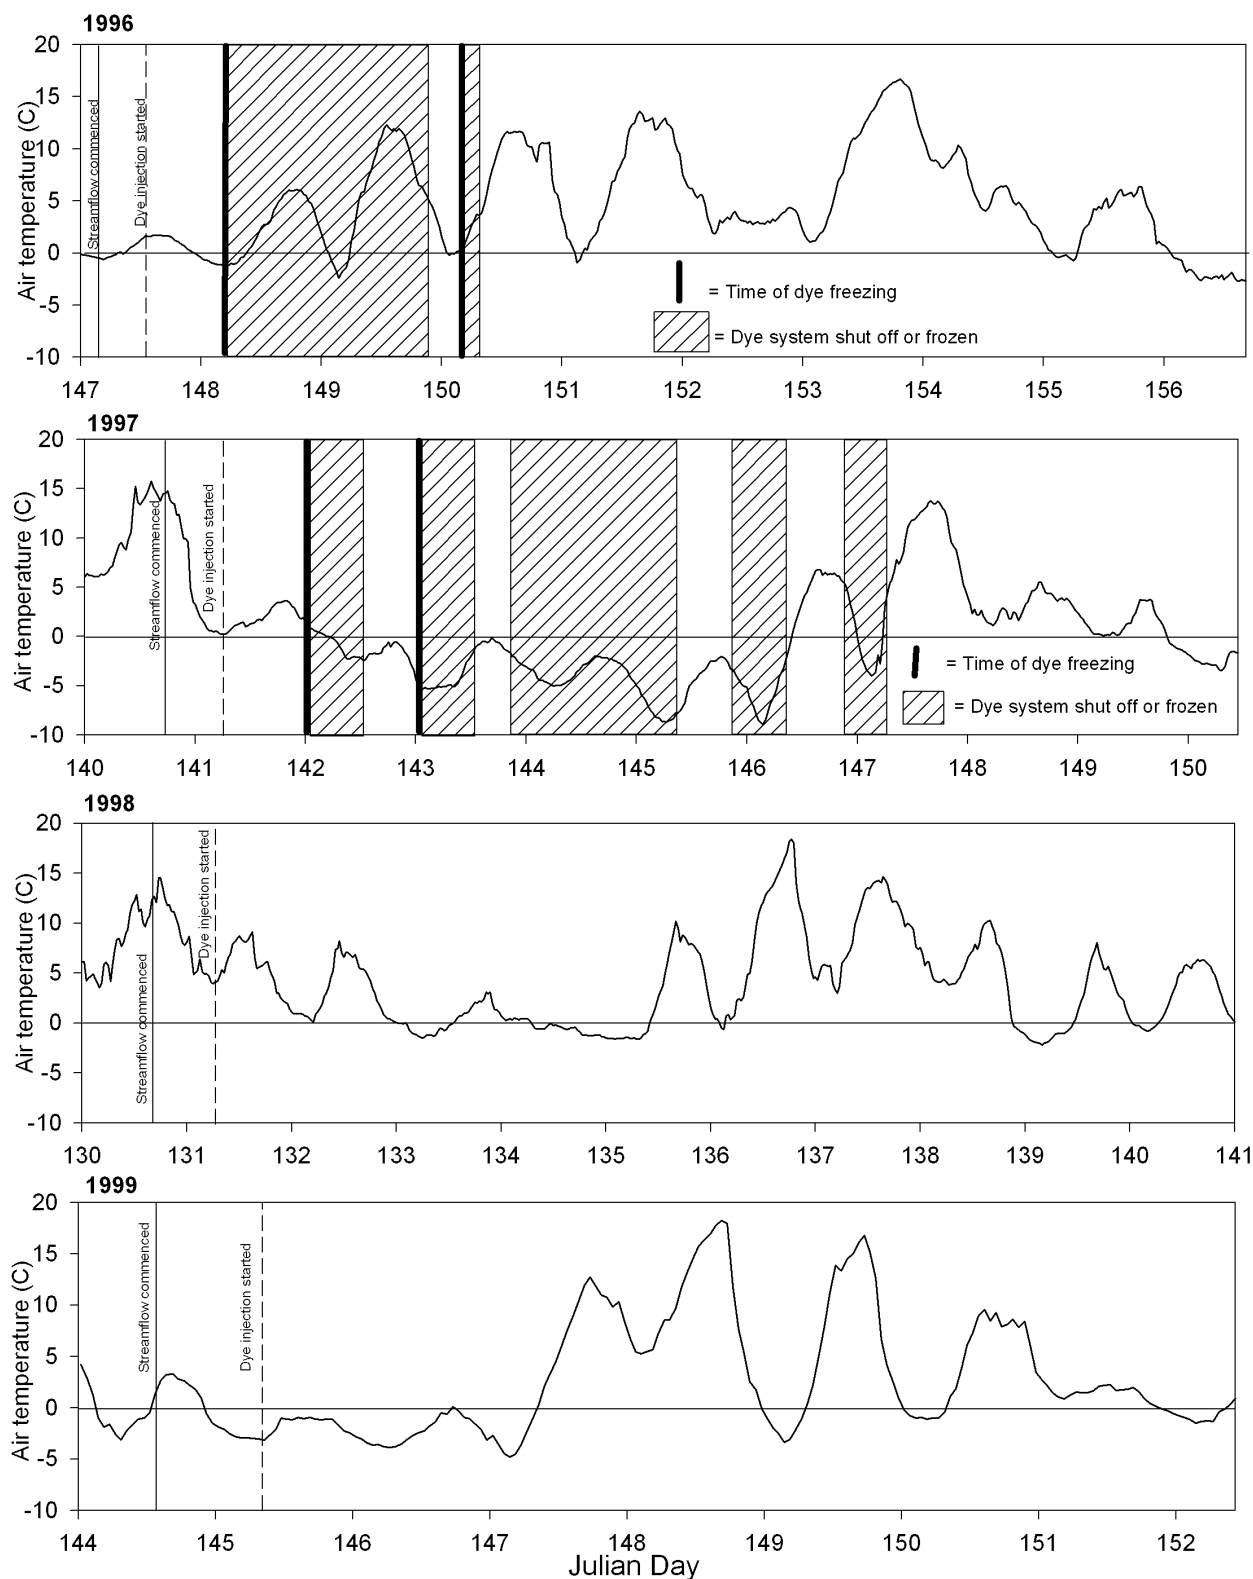 1996
20
15
10
5
0
-5
-10
Air temperature (C)
Streamflow commenced
Dye injection started
= Time of dye freezing
= Dye system shut off or frozen
147 148 149 150 151 152 153 154 155 156
1997
20
15
10
5
0
-5
-10
Air temperature (C)
Streamflow commenced
Dye injection started
= Time of dye freezing
= Dye system shut off or frozen
140 141 142 143 144 145 146 147 148 149 150
1998
20
15
10
5
0
-5
-10
Air temperature (C)
Streamflow commenced
Dye injection started
130 131 132 133 134 135 136 137 138 139 140 141
1999
20
15
10
5
0
-5
-10
Air temperature (C)
Streamflow commenced
Dye injection started
144 145 146 147 148 149 150 151 152
Julian Day